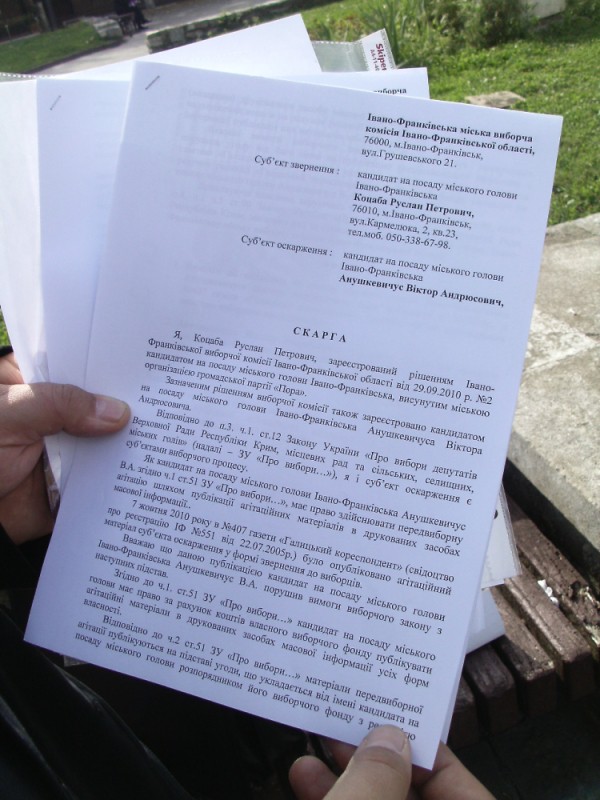 Skiper
виборча
Івано-Франківська міська виборча
комісія Івано-Франківської області,
76000, м.Івано-Франківськ,
вул.Грушевського 21.
Суб’єкт звернення :
кандидат на посаду міського голови
Івано-Франківська
Коцаба Руслан Петрович,
76010, м.Івано-Франківськ,
вул.Кармелюка, 2, кв.23,
тел.моб. 050-338-67-98.
Суб’єкт оскарження :
кандидат на посаду міського голови
Івано-Франківська
Анушкевичус Віктор Андрюсович,
СКАРГА
Я, Коцаба Руслан Петрович, зареєстрований рішенням Івано-
Франківської виборчої комісії Івано-Франківської області від 29.09.2010 р. №2
кандидатом на посаду міського голови Івано-Франківська, висунутим міською
організацією громадської партії «Пора».
Зазначеним рішенням виборчої комісії також зареєстровано кандидатом
на посаду міського голови Івано-Франківська Анушкевичуса Віктора
Андрюсовича.
Відповідно до п.3, ч.1, ст.12 Закону України «Про вибори депутатів
Верховної Ради Республіки Крим, місцевих рад та сільських, селищних,
міських голів» (надалі – ЗУ «Про вибори…»), я і суб’єкт оскарження є
суб’єктами виборчого процесу.
Як кандидат на посаду міського голови Івано-Франківська Анушкевичус
В.А. згідно ч.1 ст.51 ЗУ «Про вибори…», має право здійснювати передвиборну
агітацію шляхом публікації агітаційних матеріалів в друкованих засобах
масової інформації..
7 жовтня 2010 року в №407 газети «Галицький кореспондент» (свідоцтво
про реєстрацію ІФ №551 від 22.07.2005р.) було опубліковано агітаційний
матеріал суб’єкта оскарження у формі звернення до виборців.
Вважаю що даною публікацією кандидат на посаду міського голови
Івано-Франківська Анушкевичус В.А. порушив вимоги виборчого закону з
наступних підстав.
Згідно до ч.1. ст.51 ЗУ «Про вибори…» кандидат на посаду міського
голови має право за рахунок коштів власного виборчого фонду публікувати
агітаційні матеріали в друкованих засобах масової інформації усіх форм
власності.
Відповідно до ч.2 ст.51 ЗУ «Про вибори…» матеріали передвиборної
агітації публікуються на підставі угоди, що укладається від імені кандидата на
посаду міського голови розпорядником його виборчого фонду з